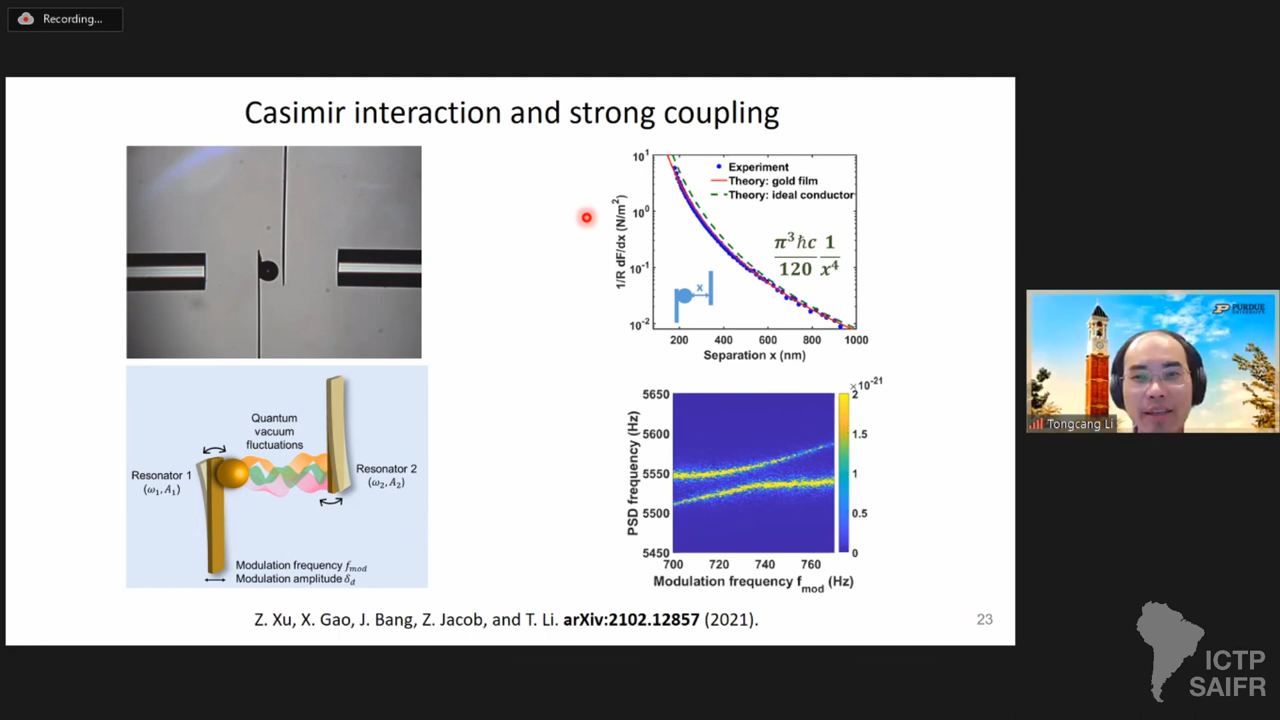 Recording...
Casimir interaction and strong coupling
10¹
10⁰
10⁻¹
10⁻²
1/R dF/dx (N/m²)
Experiment
Theory: gold film
Theory: ideal conductor
π³ħc/120 1/x⁴
x
200 400 600 800 1000
Separation x (nm)
Quantum
vacuum
fluctuations
Resonator 1
(ω₁, A₁)
Resonator 2
(ω₂, A₂)
Modulation frequency f_mod
Modulation amplitude δ_d
×10⁻²¹
5650
5600
5550
5500
5450
PSD frequency (Hz)
2
1.5
1
0.5
0
700 720 740 760
Modulation frequency f_mod (Hz)
Z. Xu, X. Gao, J. Bang, Z. Jacob, and T. Li. arXiv:2102.12857 (2021).
23
PURDUE
UNIVERSITY
Tongcang Li
ICTP
SAIFR